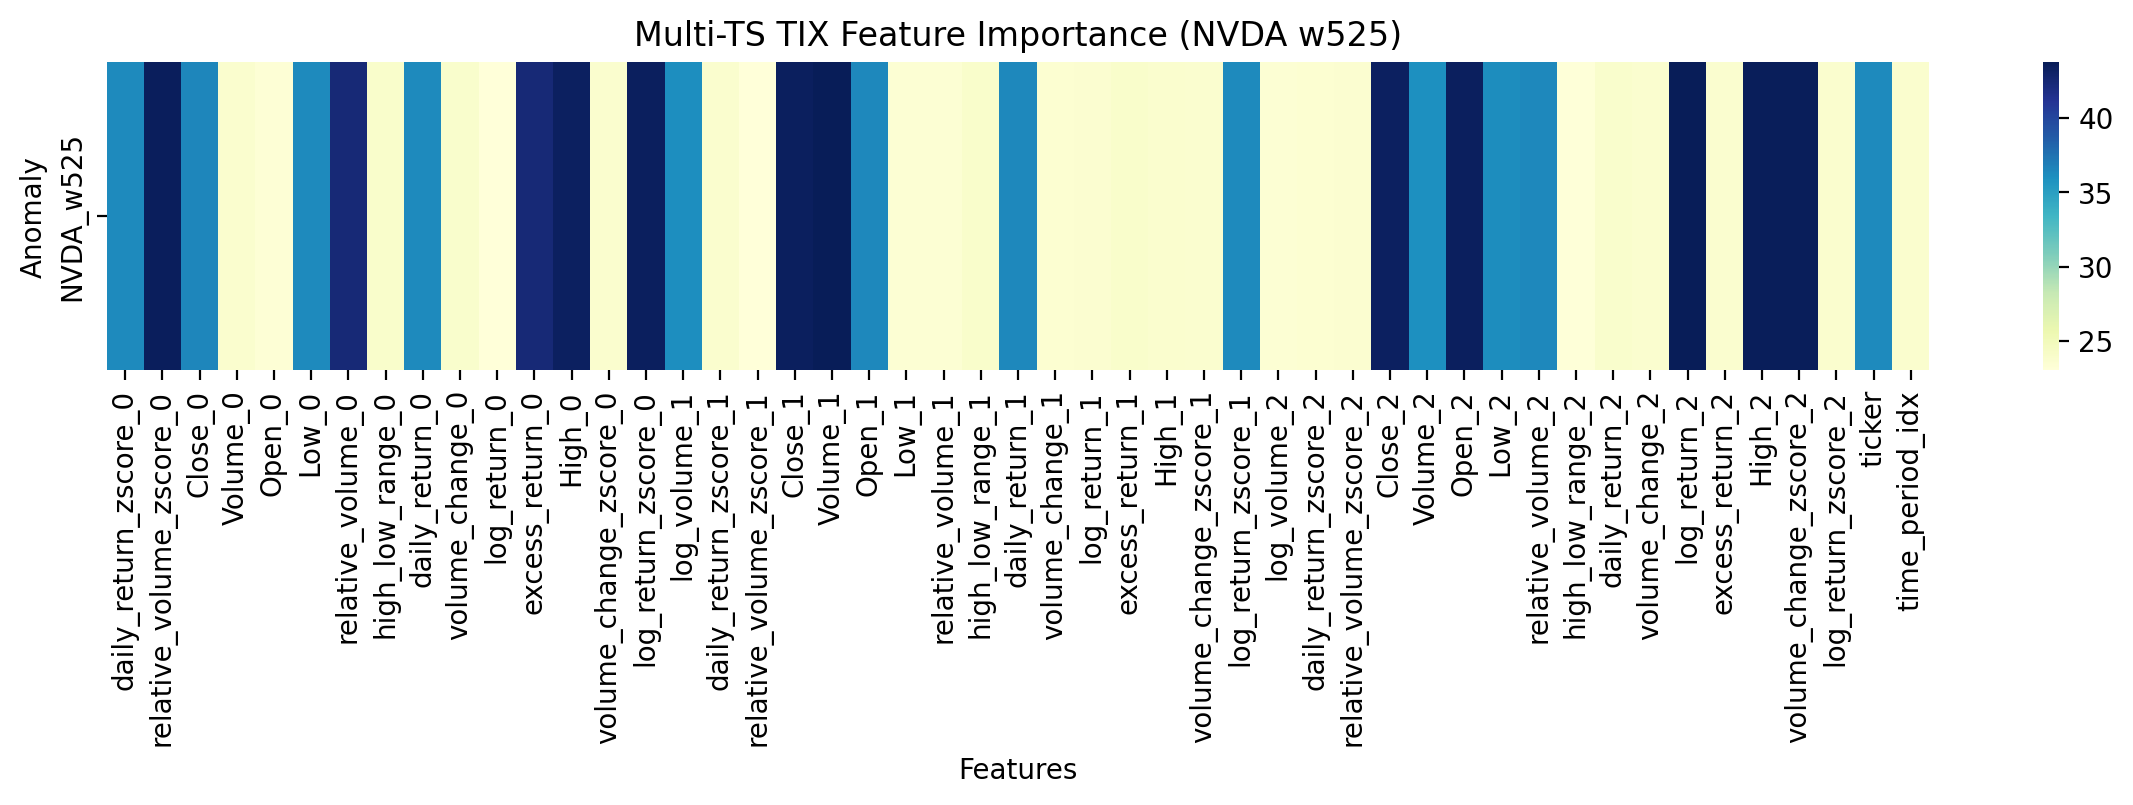 Multi-TS TIX Feature Importance (NVDA w525)
Anomaly
NVDA_w525
40
35
30
25
daily_return_zscore_0
relative_volume_zscore_0
Close_0
Volume_0
Open_0
Low_0
relative_volume_0
high_low_range_0
daily_return_0
volume_change_0
log_return_0
excess_return_0
High_0
volume_change_zscore_0
log_return_zscore_0
log_volume_1
daily_return_zscore_1
relative_volume_zscore_1
Close_1
Volume_1
Open_1
Low_1
relative_volume_1
high_low_range_1
daily_return_1
volume_change_1
log_return_1
excess_return_1
High_1
volume_change_zscore_1
log_return_zscore_1
log_volume_2
daily_return_zscore_2
relative_volume_zscore_2
Close_2
Volume_2
Open_2
Low_2
relative_volume_2
high_low_range_2
daily_return_2
volume_change_2
log_return_2
excess_return_2
High_2
volume_change_zscore_2
log_return_zscore_2
ticker
time_period_idx
Features